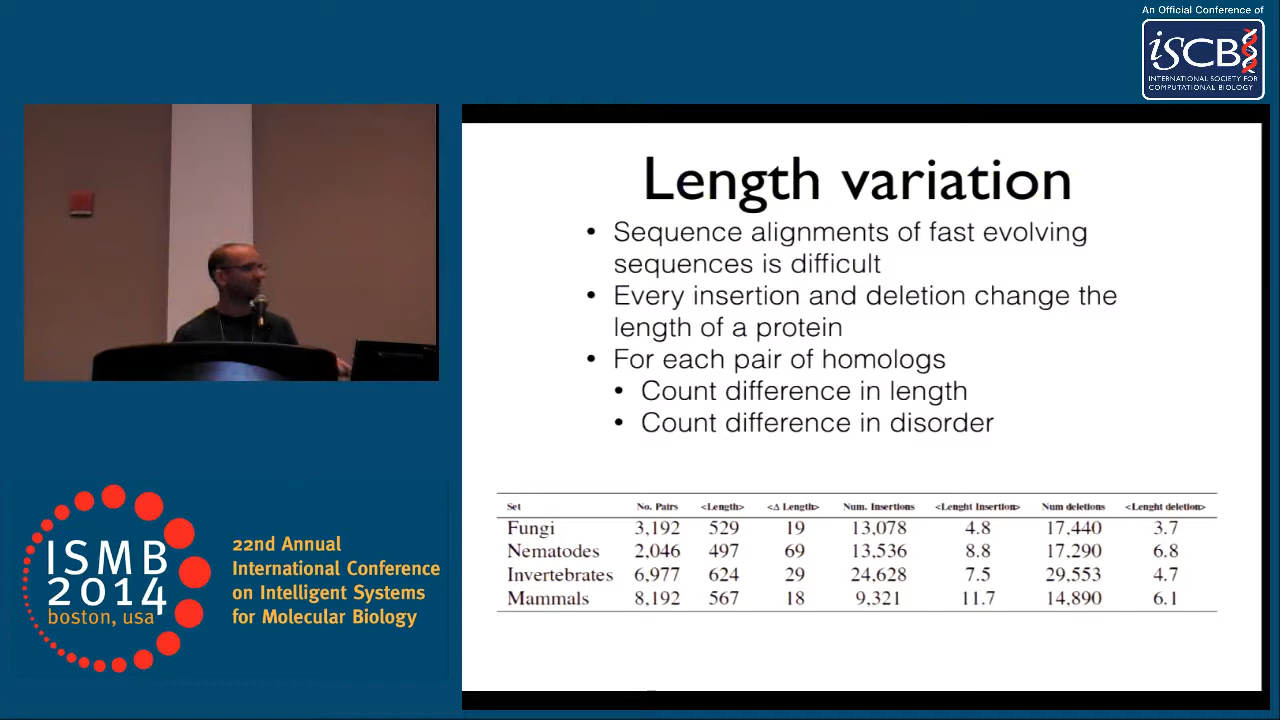 An Official Conference of
iSCB
INTERNATIONAL SOCIETY FOR
COMPUTATIONAL BIOLOGY
Length variation
• Sequence alignments of fast evolving
sequences is difficult
• Every insertion and deletion change the
length of a protein
• For each pair of homologs
• Count difference in length
• Count difference in disorder
Set No. Pairs <Length> <Δ Length> Num. Insertions <Lenght Insertion> Num deletions <Lenght deletion>
Fungi 3,192 529 19 13,078 4.8 17,440 3.7
Nematodes 2,046 497 69 13,536 8.8 17,290 6.8
Invertebrates 6,977 624 29 24,628 7.5 29,553 4.7
Mammals 8,192 567 18 9,321 11.7 14,890 6.1
ISMB
2014
boston, usa
22nd Annual
International Conference
on Intelligent Systems
for Molecular Biology